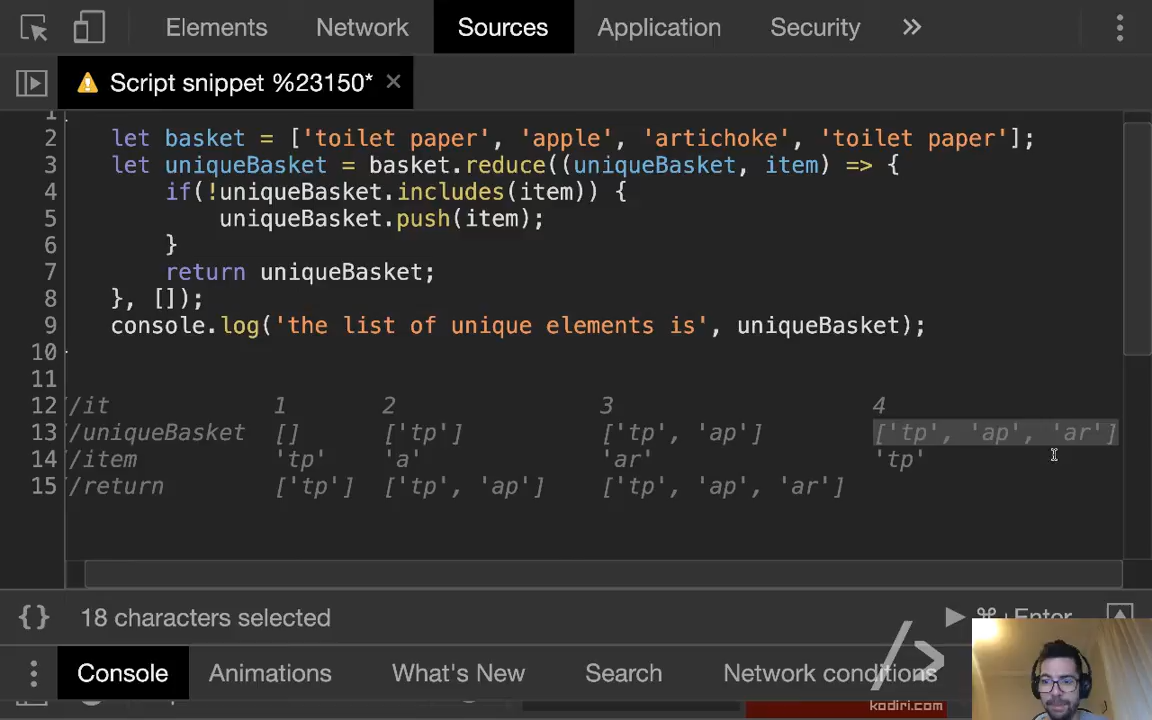 Elements Network Sources Application Security »
Script snippet %23150* ×
1
2 let basket = ['toilet paper', 'apple', 'artichoke', 'toilet paper'];
3 let uniqueBasket = basket.reduce((uniqueBasket, item) => {
4 if(!uniqueBasket.includes(item)) {
5 uniqueBasket.push(item);
6 }
7 return uniqueBasket;
8 }, []);
9 console.log('the list of unique elements is', uniqueBasket);
10
11
12 //it 1 2 3 4
13 //uniqueBasket [] ['tp'] ['tp', 'ap'] ['tp', 'ap', 'ar']
14 //item 'tp' 'a' 'ar' 'tp'
15 //return ['tp'] ['tp', 'ap'] ['tp', 'ap', 'ar']
{} 18 characters selected ⌘+Enter
Console Animations What's New Search Network conditions
kodiri.com